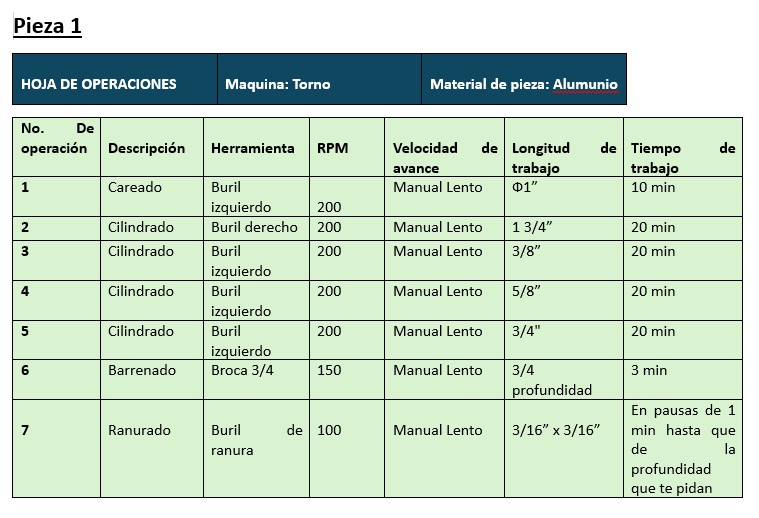 Pieza 1
HOJA DE OPERACIONES Maquina: Torno Material de pieza: Alumunio
No. De operación Descripción Herramienta RPM Velocidad de avance Longitud de trabajo Tiempo de trabajo
1 Careado Buril izquierdo 200 Manual Lento Φ1” 10 min
2 Cilindrado Buril derecho 200 Manual Lento 1 3/4” 20 min
3 Cilindrado Buril izquierdo 200 Manual Lento 3/8” 20 min
4 Cilindrado Buril izquierdo 200 Manual Lento 5/8” 20 min
5 Cilindrado Buril izquierdo 200 Manual Lento 3/4" 20 min
6 Barrenado Broca 3/4 150 Manual Lento 3/4 profundidad 3 min
7 Ranurado Buril de ranura 100 Manual Lento 3/16” x 3/16” En pausas de 1 min hasta que de la profundidad que te pidan